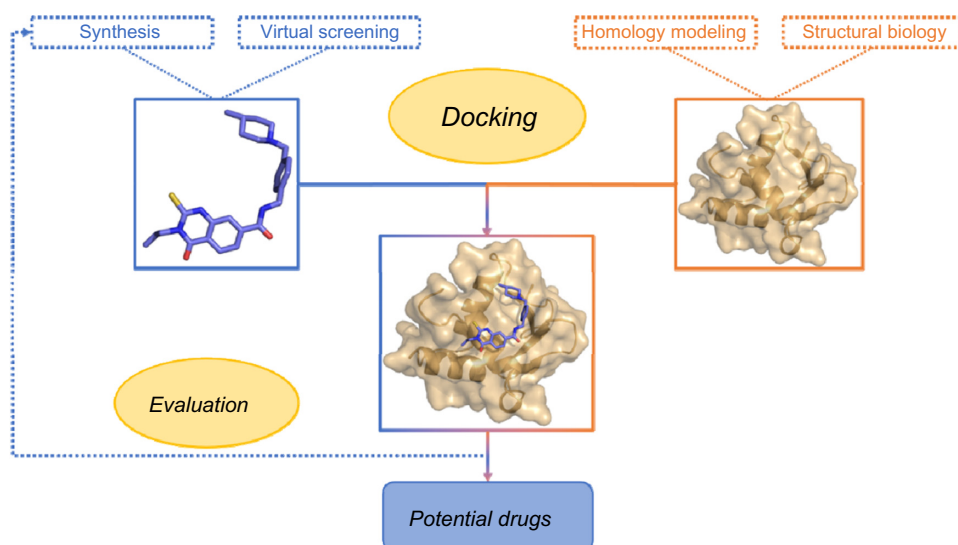 Synthesis
Virtual screening
Homology modeling
Structural biology
Docking
Evaluation
Potential drugs